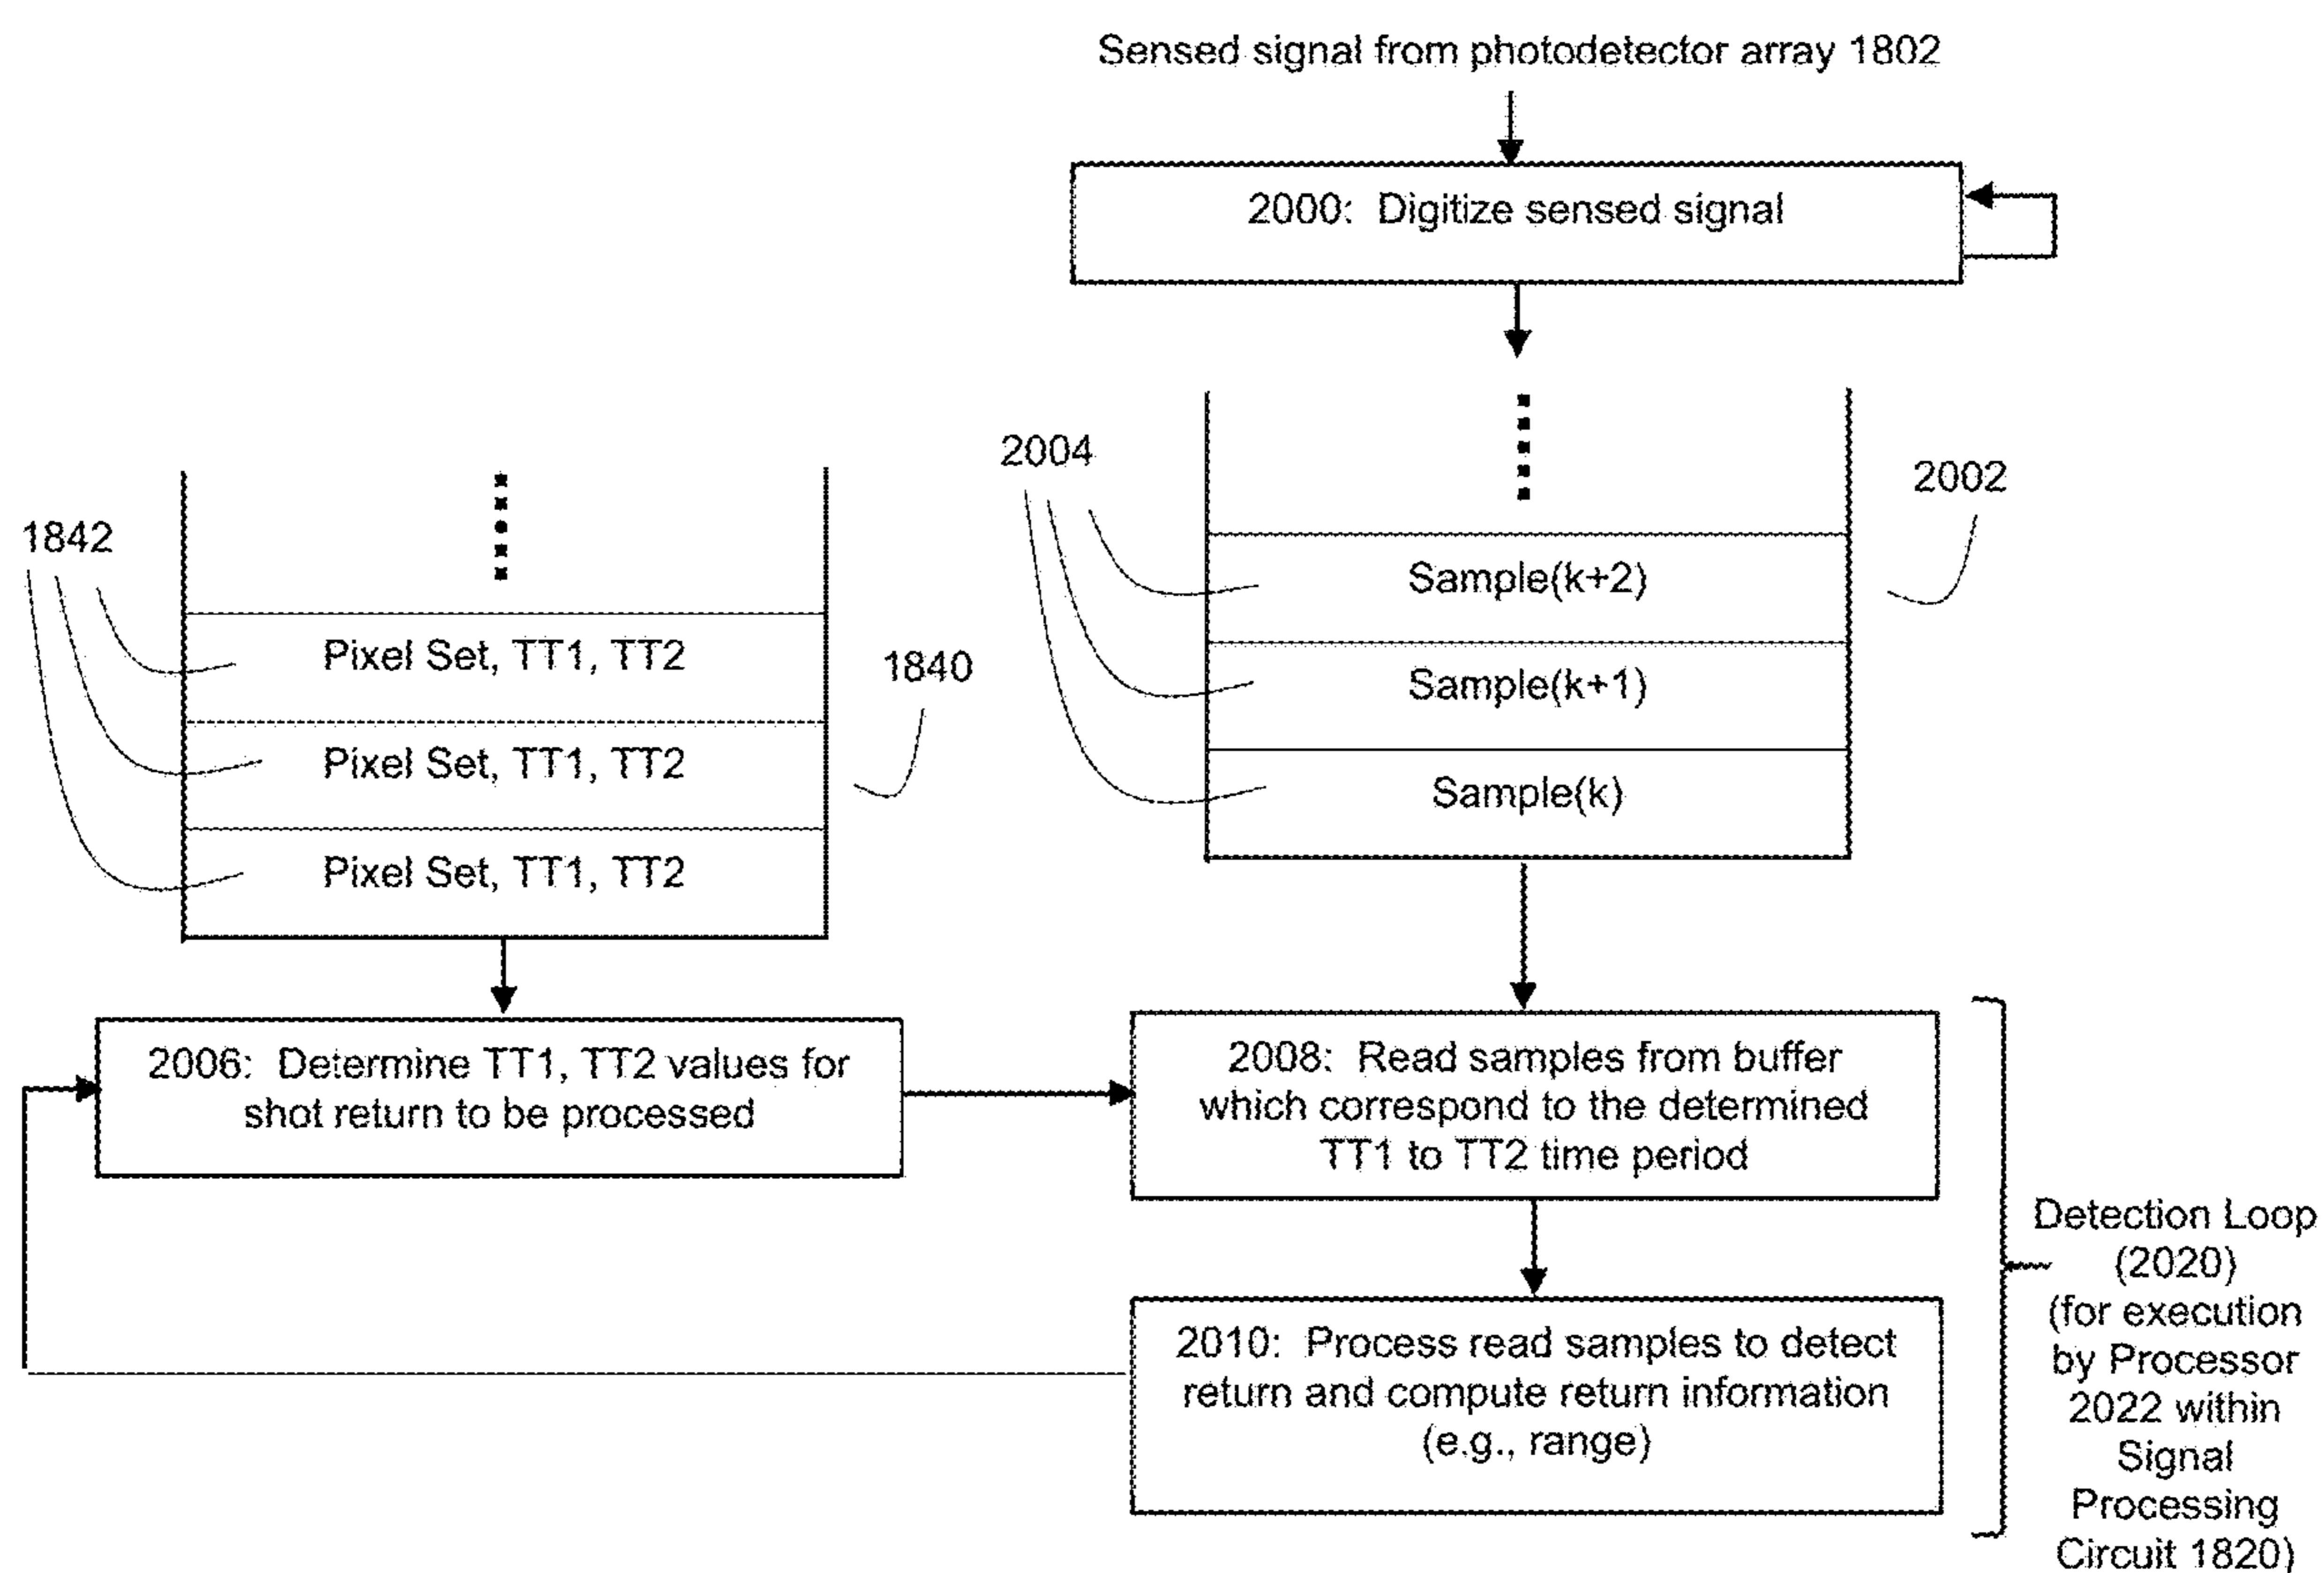 Sensed signal from photodetector array 1802
2000: Digitize sensed signal
2004
2002
Sample(k+2)
Sample(k+1)
Sample(k)
1842
1840
Pixel Set, TT1, TT2
Pixel Set, TT1, TT2
Pixel Set, TT1, TT2
2006: Determine TT1, TT2 values for
shot return to be processed
2008: Read samples from buffer
which correspond to the determined
TT1 to TT2 time period
2010: Process read samples to detect
return and compute return information
(e.g., range)
Detection Loop
(2020)
(for execution
by Processor
2022 within
Signal
Processing
Circuit 1820)